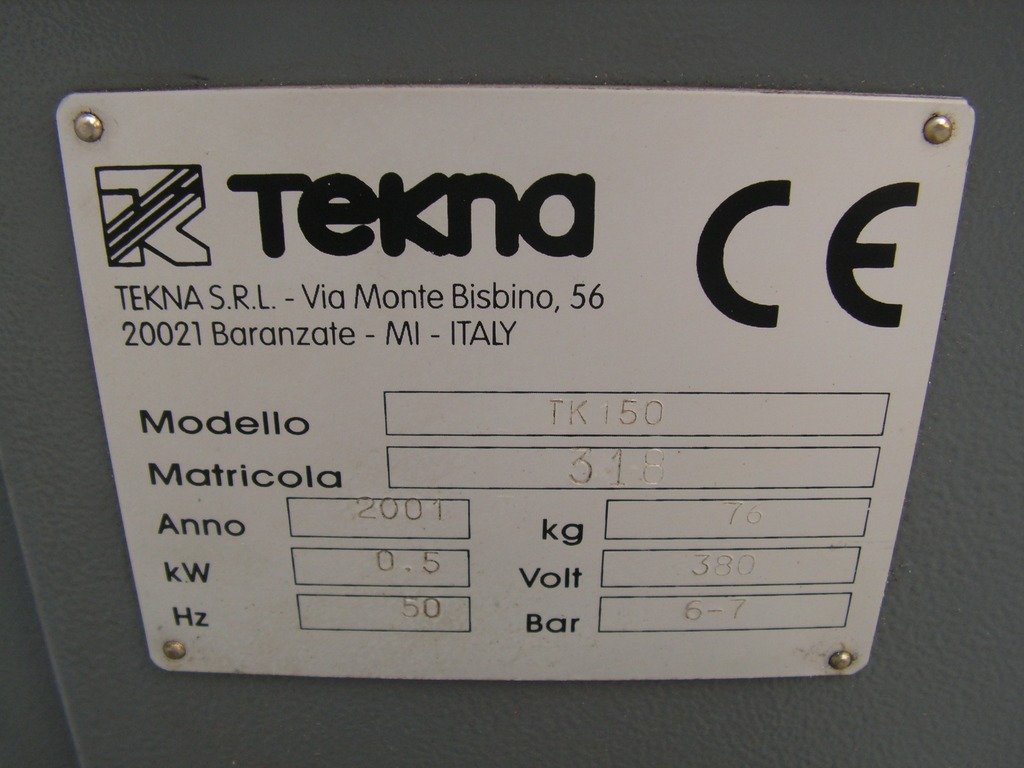 Tekna
CE
TEKNA S.R.L. - Via Monte Bisbino, 56
20021 Baranzate - MI - ITALY
Modello TK150
Matricola 318
Anno 2001 kg 76
kW 0.5 Volt 380
Hz 50 Bar 6-7